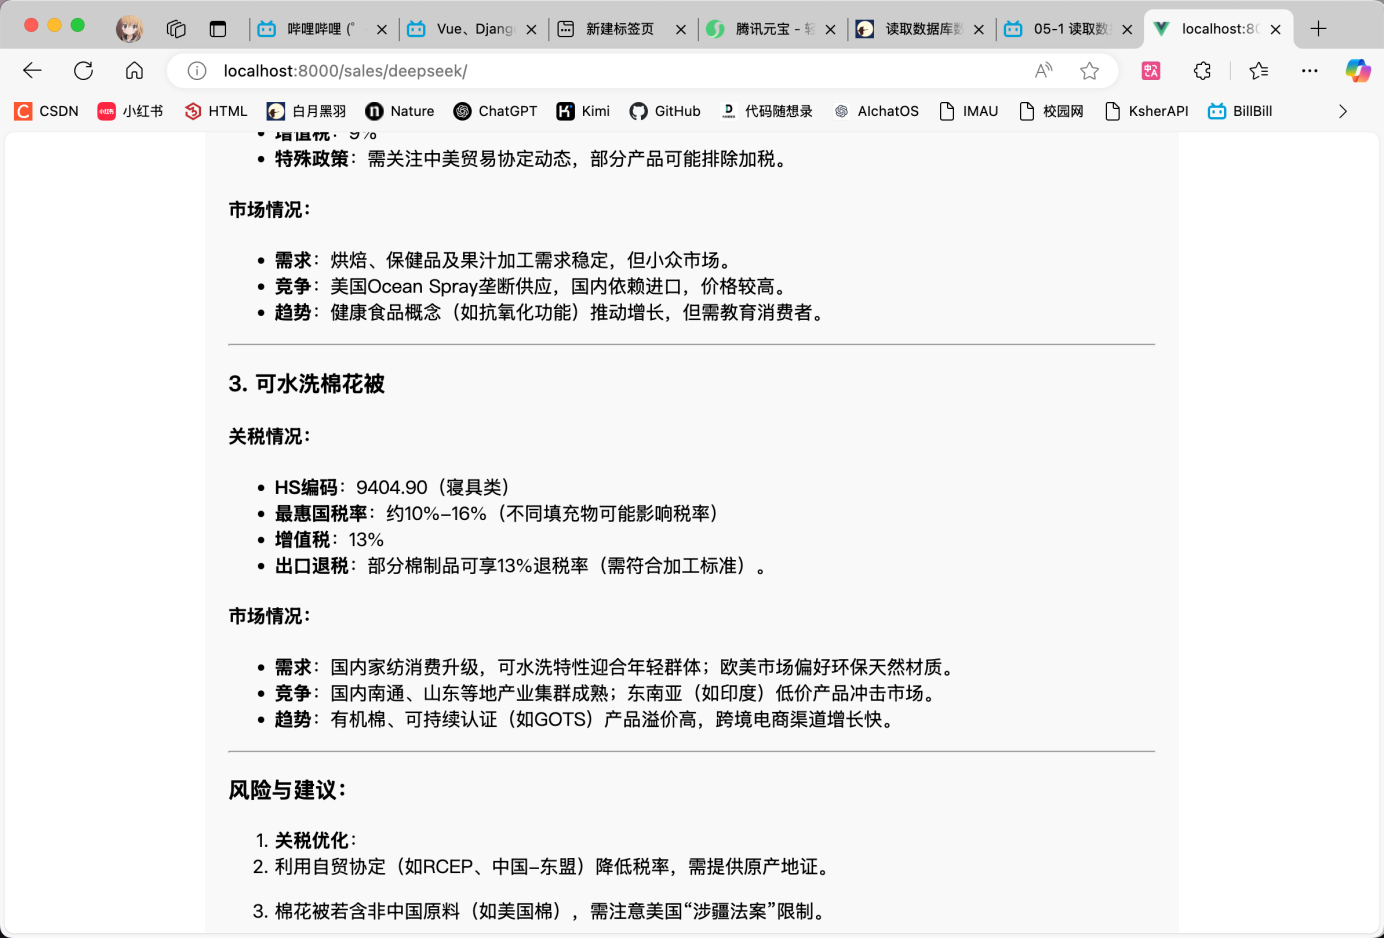 哔哩哔哩 (゜
Vue、Djang
新建标签页
腾讯元宝 - 轻
读取数据库数
05-1 读取数
localhost:80
localhost:8000/sales/deepseek/
CSDN
小红书
HTML
白月黑羽
Nature
ChatGPT
Kimi
GitHub
代码随想录
AIchatOS
IMAU
校园网
KsherAPI
BillBill
增值税：9%
特殊政策：需关注中美贸易协定动态，部分产品可能排除加税。
市场情况：
需求：烘焙、保健品及果汁加工需求稳定，但小众市场。
竞争：美国Ocean Spray垄断供应，国内依赖进口，价格较高。
趋势：健康食品概念（如抗氧化功能）推动增长，但需教育消费者。
3. 可水洗棉花被
关税情况：
HS编码：9404.90（寝具类）
最惠国税率：约10%-16%（不同填充物可能影响税率）
增值税：13%
出口退税：部分棉制品可享13%退税率（需符合加工标准）。
市场情况：
需求：国内家纺消费升级，可水洗特性迎合年轻群体；欧美市场偏好环保天然材质。
竞争：国内南通、山东等地产业集群成熟；东南亚（如印度）低价产品冲击市场。
趋势：有机棉、可持续认证（如GOTS）产品溢价高，跨境电商渠道增长快。
风险与建议：
1. 关税优化：
2. 利用自贸协定（如RCEP、中国-东盟）降低税率，需提供原产地证。
3. 棉花被若含非中国原料（如美国棉），需注意美国“涉疆法案”限制。